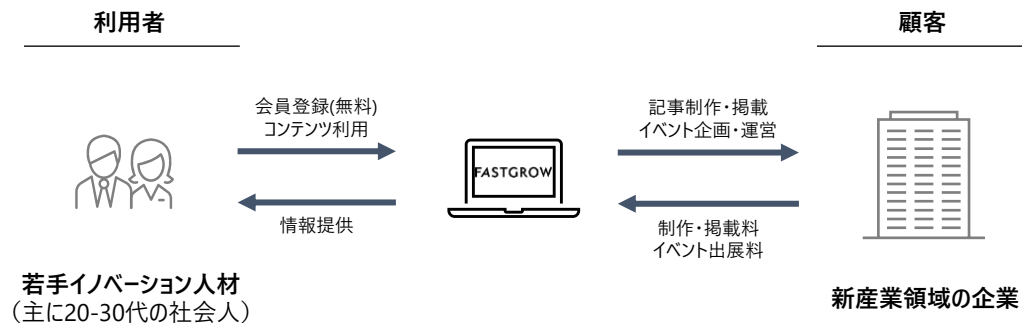 利用者
顧客
会員登録(無料)
コンテンツ利用
記事制作・掲載
イベント企画・運営
FASTGROW
情報提供
制作・掲載料
イベント出展料
若手イノベーション人材
（主に20-30代の社会人）
新産業領域の企業